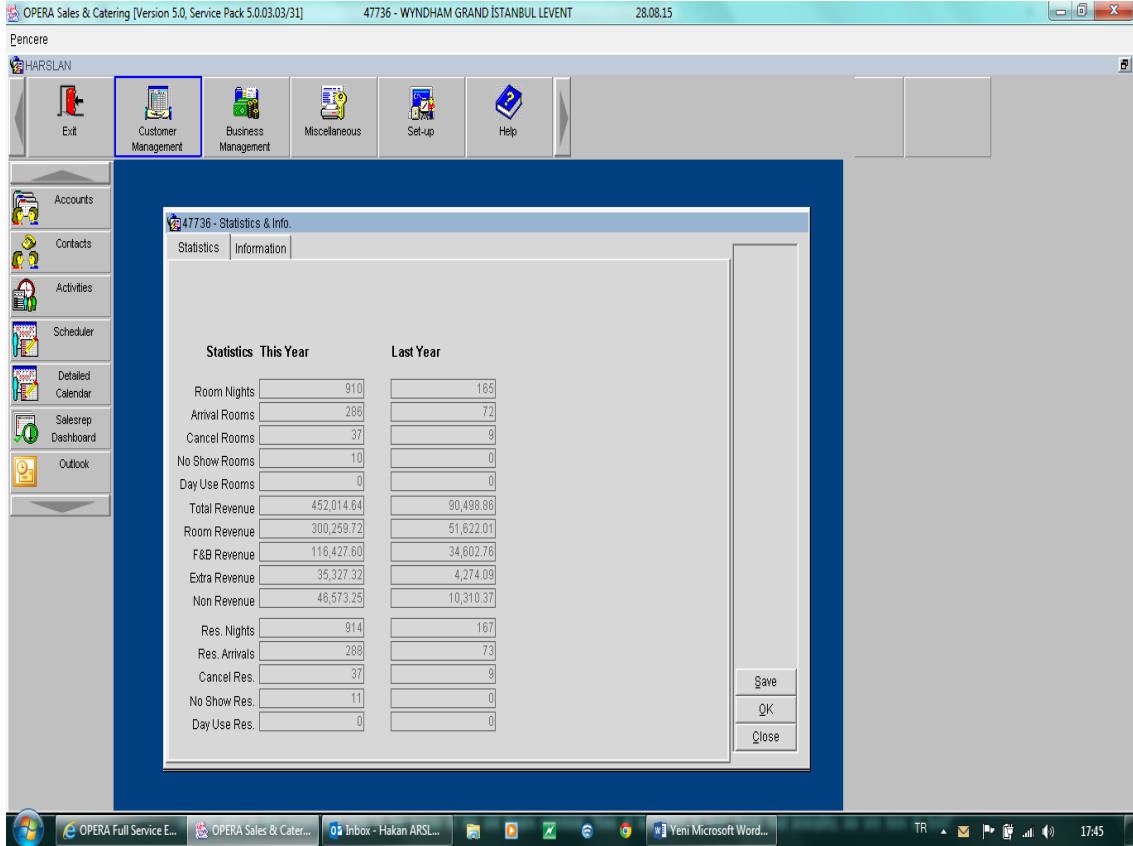 OPERA Sales & Catering [Version 5.0, Service Pack 5.0.03.03/31] 47736 - WYNDHAM GRAND İSTANBUL LEVENT 28.08.15
Pencere
HARSLAN
Exit
Customer Management
Business Management
Miscellaneous
Set-up
Help
Accounts
Contacts
Activities
Scheduler
Detailed Calendar
Salesrep Dashboard
Outlook
47736 - Statistics & Info.
Statistics Information
Statistics This Year Last Year
Room Nights 910 165
Arrival Rooms 286 72
Cancel Rooms 37 9
No Show Rooms 10 0
Day Use Rooms 0 0
Total Revenue 452,014.64 90,498.86
Room Revenue 300,259.72 51,622.01
F&B Revenue 116,427.60 34,602.76
Extra Revenue 35,327.32 4,274.09
Non Revenue 46,573.25 10,310.37
Res. Nights 914 167
Res. Arrivals 288 73
Cancel Res. 37 9
No Show Res. 11 0
Day Use Res. 0 0
Save
OK
Close
OPERA Full Service E... OPERA Sales & Cater... Inbox - Hakan ARSL... Yeni Microsoft Word... TR 17:45